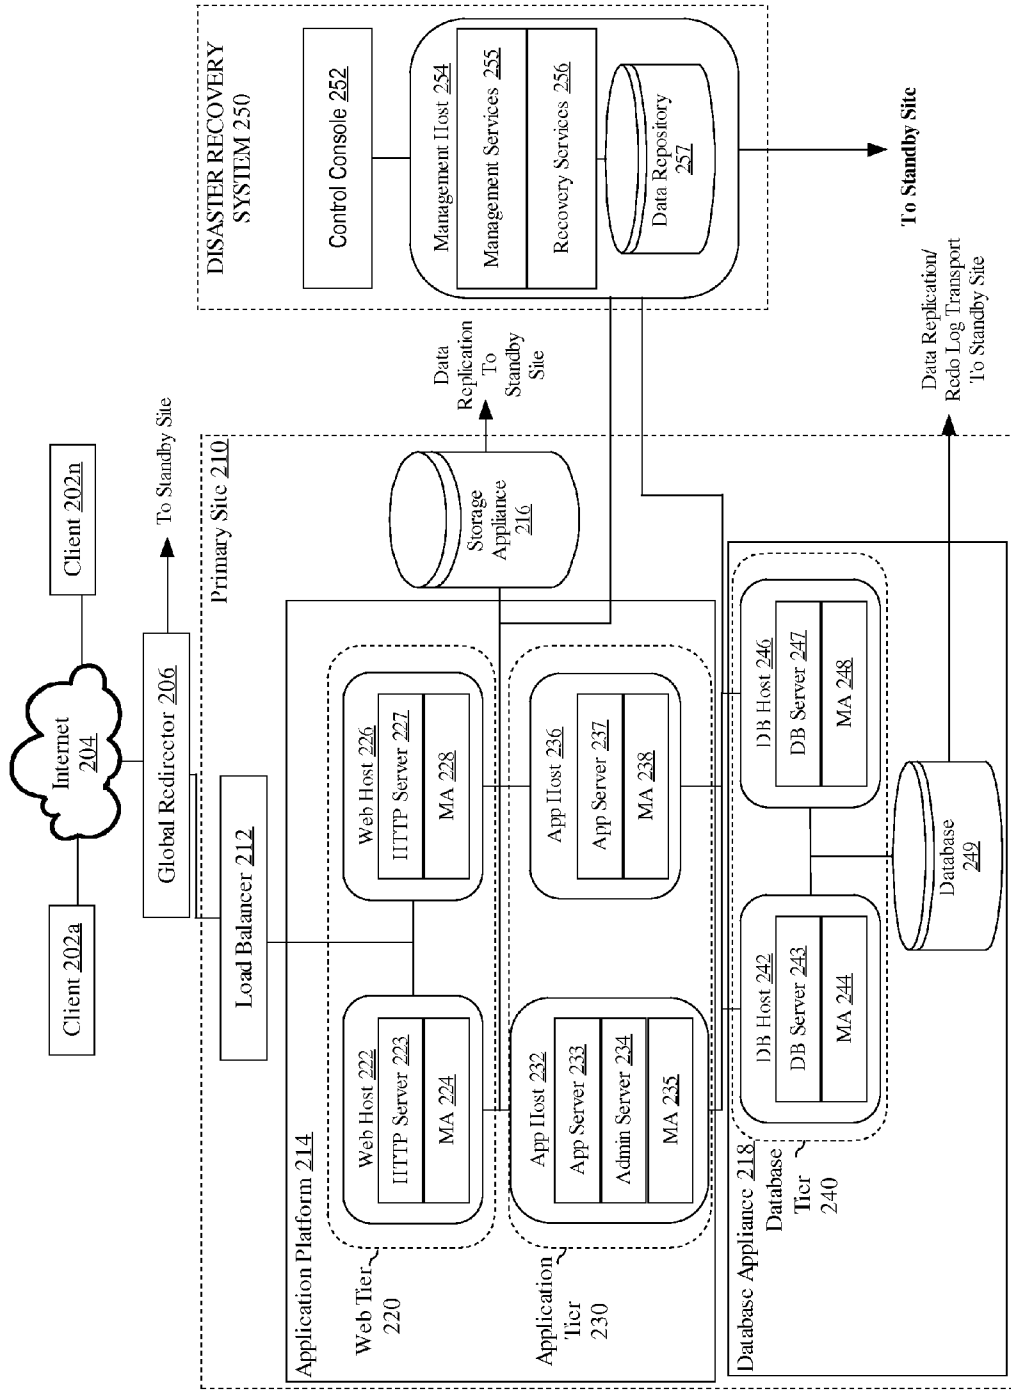 Client 202a
Internet
204
Client 202n
Global Redirector 206
To Standby Site
Load Balancer 212
Primary Site 210
Application Platform 214
Web Tier
220
Web Host 222
HTTP Server 223
MA 224
Web Host 226
HTTP Server 227
MA 228
Application
Tier
230
App Host 232
App Server 233
Admin Server 234
MA 235
App Host 236
App Server 237
MA 238
Storage
Appliance
216
Data
Replication
To
Standby
Site
Database Appliance 218
Database
Tier
240
DB Host 242
DB Server 243
MA 244
DB Host 246
DB Server 247
MA 248
Database
249
Data Replication/
Redo Log Transport
To Standby Site
DISASTER RECOVERY
SYSTEM 250
Control Console 252
Management Host 254
Management Services 255
Recovery Services 256
Data Repository
257
To Standby Site